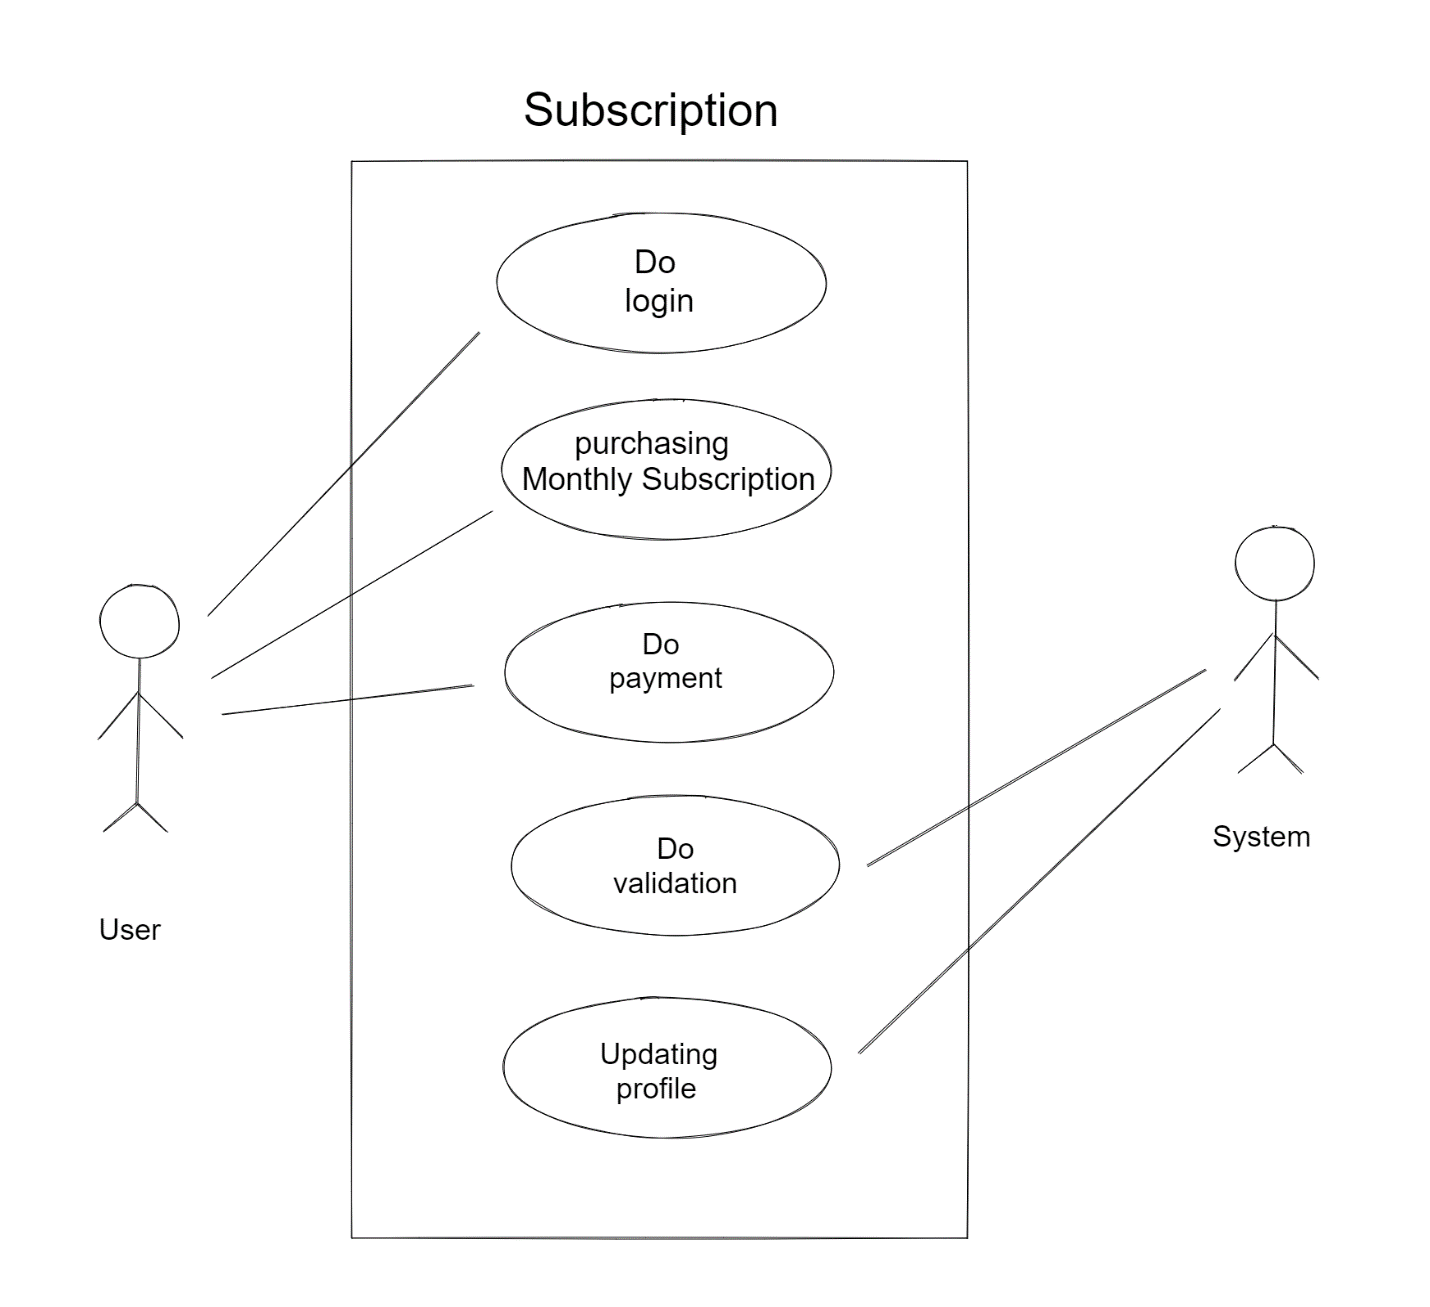 Subscription
Do
login
purchasing
Monthly Subscription
Do
payment
Do
validation
System
User
Updating
profile